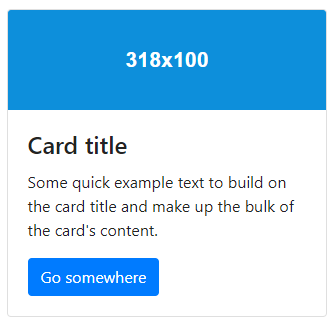 318x100
Card title
Some quick example text to build on
the card title and make up the bulk of
the card's content.
Go somewhere